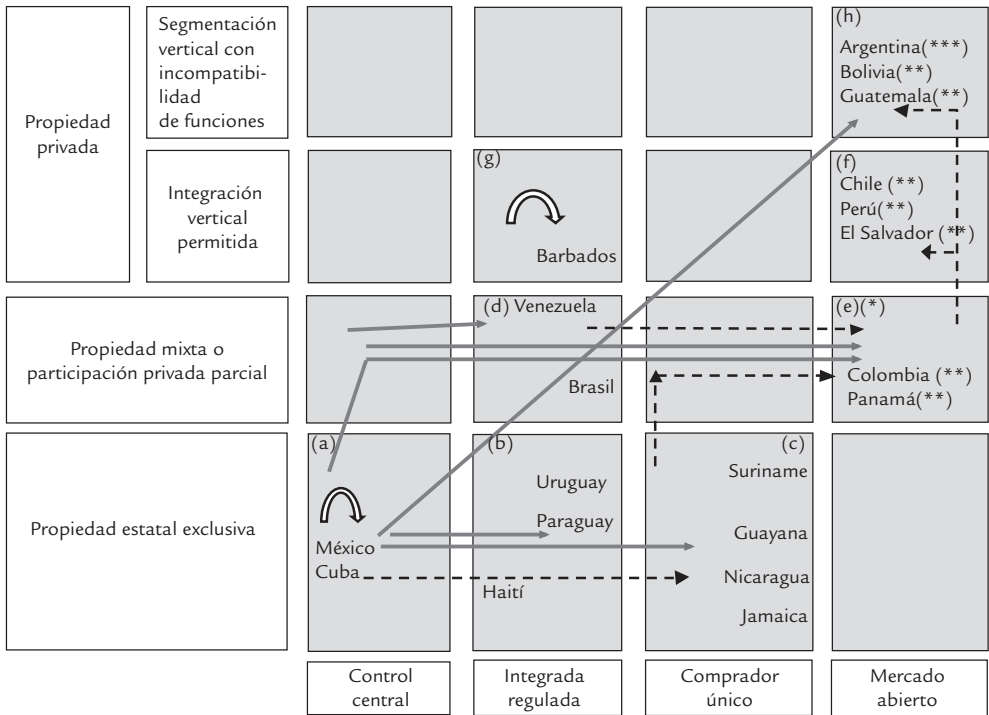 Propiedad
privada
Segmentación
vertical con
incompatibi-
lidad
de funciones
(h)
Argentina(***)
Bolivia(**)
Guatemala(**)
Integración
vertical
permitida
(g)
Barbados
(f)
Chile (**)
Perú(**)
El Salvador (**)
Propiedad mixta o
participación privada parcial
(d) Venezuela
Brasil
(e)(*)
Colombia (**)
Panamá(**)
Propiedad estatal exclusiva
(a)
México
Cuba
(b)
Uruguay
Paraguay
Haití
(c)
Suriname
Guayana
Nicaragua
Jamaica
Control
central
Integrada
regulada
Comprador
único
Mercado
abierto